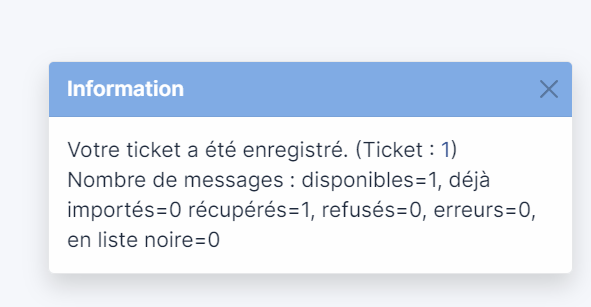 Information
Votre ticket a été enregistré. (Ticket : 1)
Nombre de messages : disponibles=1, déjà
importés=0 récupérés=1, refusés=0, erreurs=0,
en liste noire=0